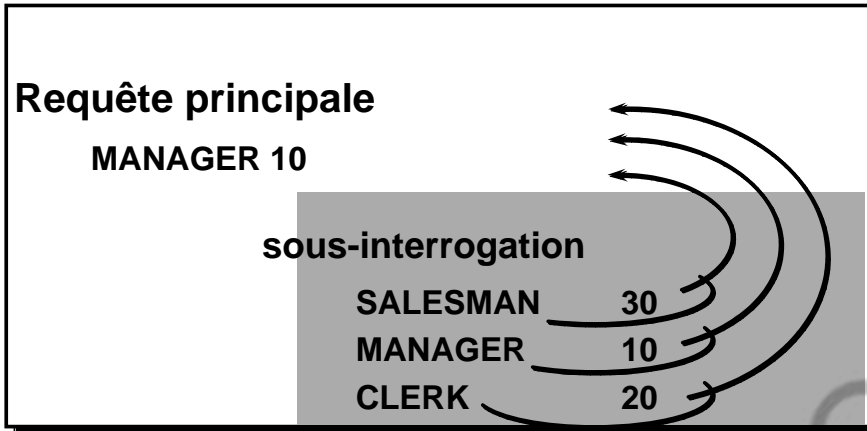 Requête principale
MANAGER 10
sous-interrogation
SALESMAN 30
MANAGER 10
CLERK 20